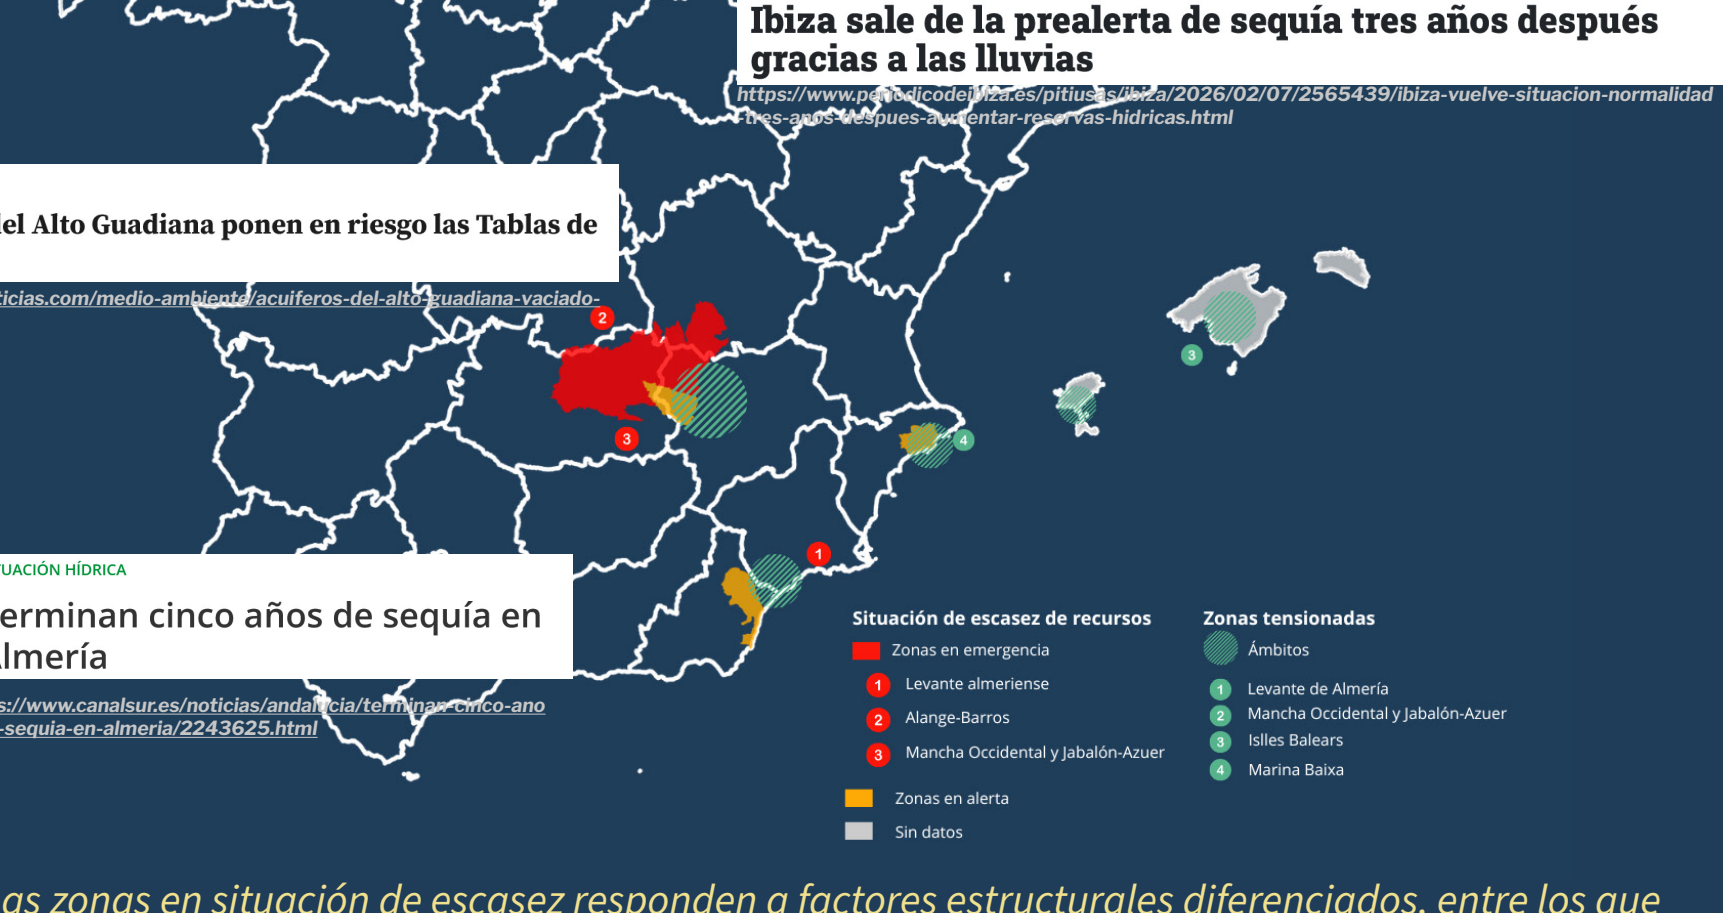 Ibiza sale de la prealerta de sequía tres años después
gracias a las lluvias
https://www.periodicodeibiza.es/pitiusas/ibiza/2026/02/07/2565439/ibiza-vuelve-situacion-normalidad
-tres-anos-despues-aumentar-reservas-hidricas.html
del Alto Guadiana ponen en riesgo las Tablas de
ticias.com/medio-ambiente/acuiferos-del-alto-guadiana-vaciado-
2
3
3
4
1
TUACIÓN HÍDRICA
erminan cinco años de sequía en
Almería
s://www.canalsur.es/noticias/andalucia/terminan-cinco-ano
-sequia-en-almeria/2243625.html
Situación de escasez de recursos
Zonas en emergencia
1 Levante almeriense
2 Alange-Barros
3 Mancha Occidental y Jabalón-Azuer
Zonas en alerta
Sin datos
Zonas tensionadas
Ámbitos
1 Levante de Almería
2 Mancha Occidental y Jabalón-Azuer
3 Islles Balears
4 Marina Baixa
as zonas en situación de escasez responden a factores estructurales diferenciados, entre los que